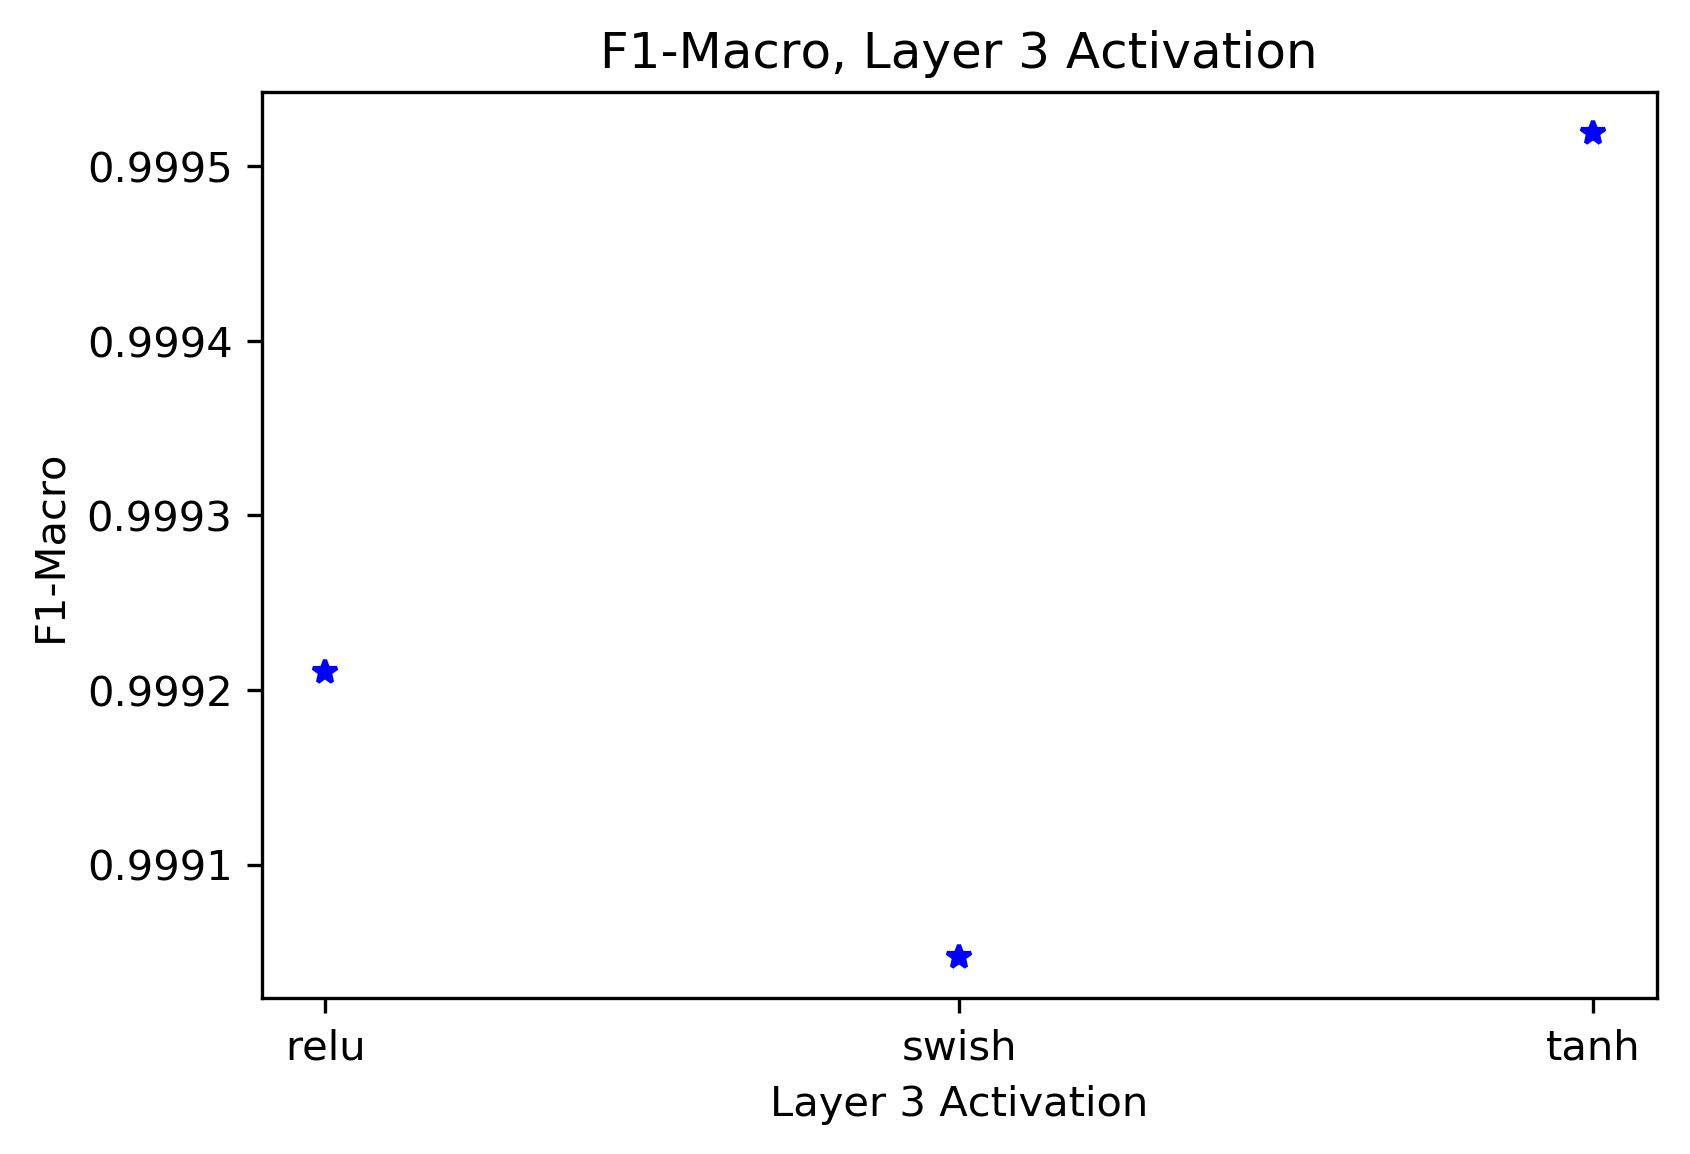 F1-Macro, Layer 3 Activation
0.9995
0.9994
0.9993
0.9992
0.9991
F1-Macro
relu
swish
tanh
Layer 3 Activation